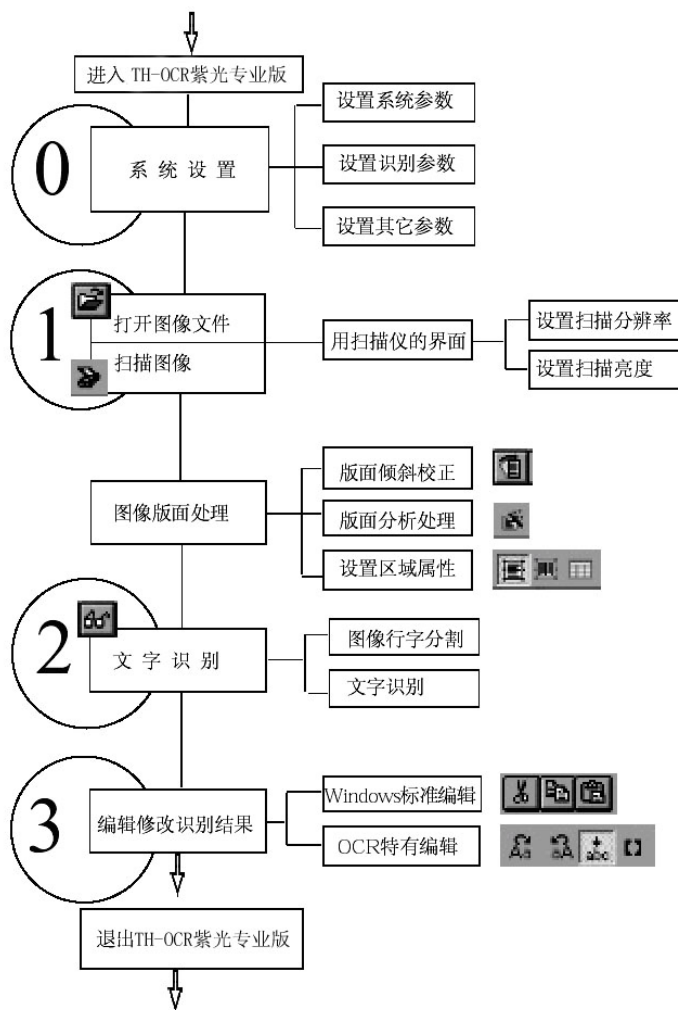 进入 TH-OCR紫光专业版
0
系统设置
设置系统参数
设置识别参数
设置其它参数
1
打开图像文件
扫描图像
用扫描仪的界面
设置扫描分辨率
设置扫描亮度
图像版面处理
版面倾斜校正
版面分析处理
设置区域属性
2
文字识别
图像行字分割
文字识别
3
编辑修改识别结果
Windows标准编辑
OCR特有编辑
abc
退出TH-OCR紫光专业版